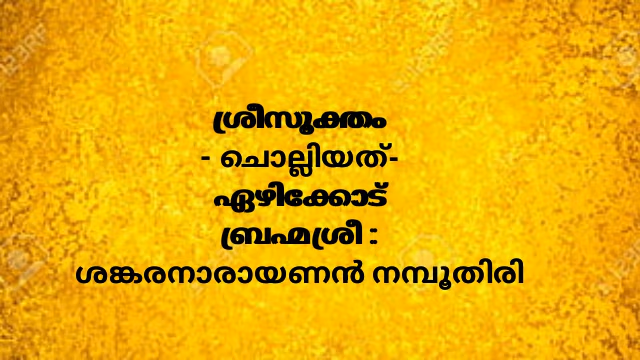 ശ്രീസൂക്തം
- ചൊല്ലിയത്-
ഏഴിക്കോട്
ബ്രഹ്മശ്രീ :
ശങ്കരനാരായണൻ നമ്പൂതിരി